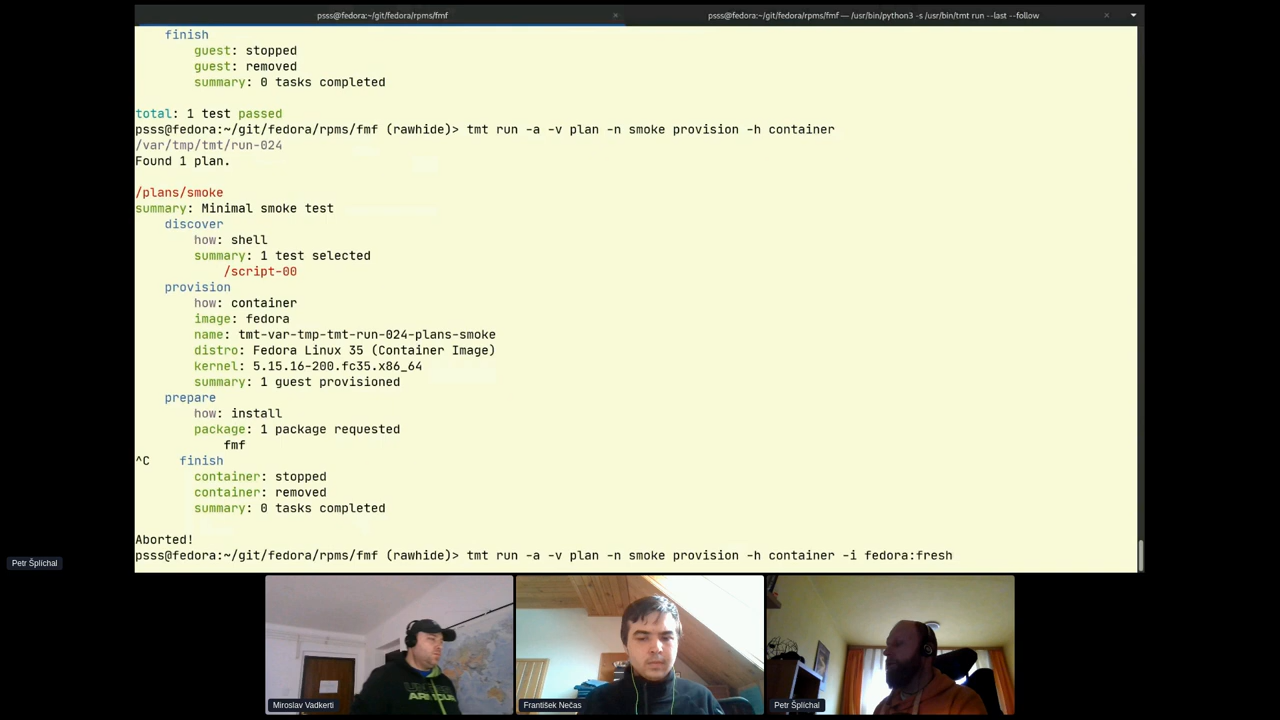 psss@fedora:~/git/fedora/rpms/fmf
psss@fedora:~/git/fedora/rpms/fmf — /usr/bin/python3 -s /usr/bin/tmt run --last --follow
finish
guest: stopped
guest: removed
summary: 0 tasks completed
total: 1 test passed
psss@fedora:~/git/fedora/rpms/fmf (rawhide)> tmt run -a -v plan -n smoke provision -h container
/var/tmp/tmt/run-024
Found 1 plan.
/plans/smoke
summary: Minimal smoke test
discover
how: shell
summary: 1 test selected
/script-00
provision
how: container
image: fedora
name: tmt-var-tmp-tmt-run-024-plans-smoke
distro: Fedora Linux 35 (Container Image)
kernel: 5.15.16-200.fc35.x86_64
summary: 1 guest provisioned
prepare
how: install
package: 1 package requested
fmf
^C finish
container: stopped
container: removed
summary: 0 tasks completed
Aborted!
psss@fedora:~/git/fedora/rpms/fmf (rawhide)> tmt run -a -v plan -n smoke provision -h container -i fedora:fresh
Petr Šplíchal
Miroslav Vadkerti
František Nečas
Petr Šplíchal